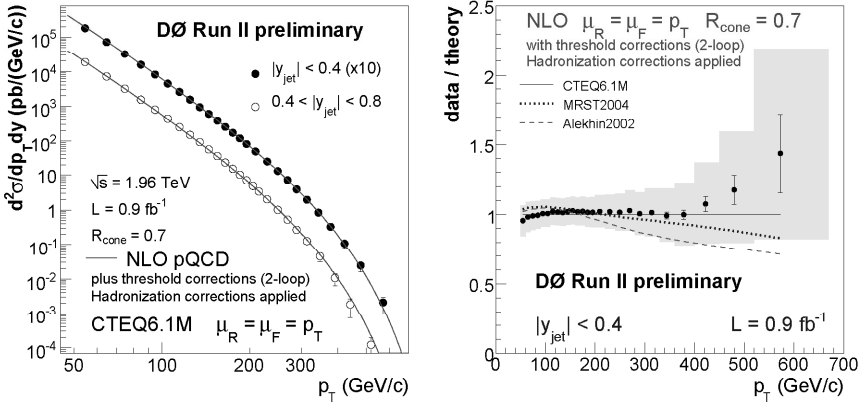 DØ Run II preliminary
|y_jet| < 0.4 (x10)
0.4 < |y_jet| < 0.8
d²σ/dp_T dy (pb/(GeV/c))
10⁵
10⁴
10³
10²
10
1
10⁻¹
10⁻²
10⁻³
10⁻⁴
√s = 1.96 TeV
L = 0.9 fb⁻¹
R_cone = 0.7
NLO pQCD
plus threshold corrections (2-loop)
Hadronization corrections applied
CTEQ6.1M μ_R = μ_F = p_T
50 100 200 300
p_T (GeV/c)
NLO μ_R = μ_F = p_T R_cone = 0.7
with threshold corrections (2-loop)
Hadronization corrections applied
CTEQ6.1M
MRST2004
Alekhin2002
data / theory
2.5
2
1.5
1
0.5
0
DØ Run II preliminary
|y_jet| < 0.4 L = 0.9 fb⁻¹
0 100 200 300 400 500 600 700
p_T (GeV/c)